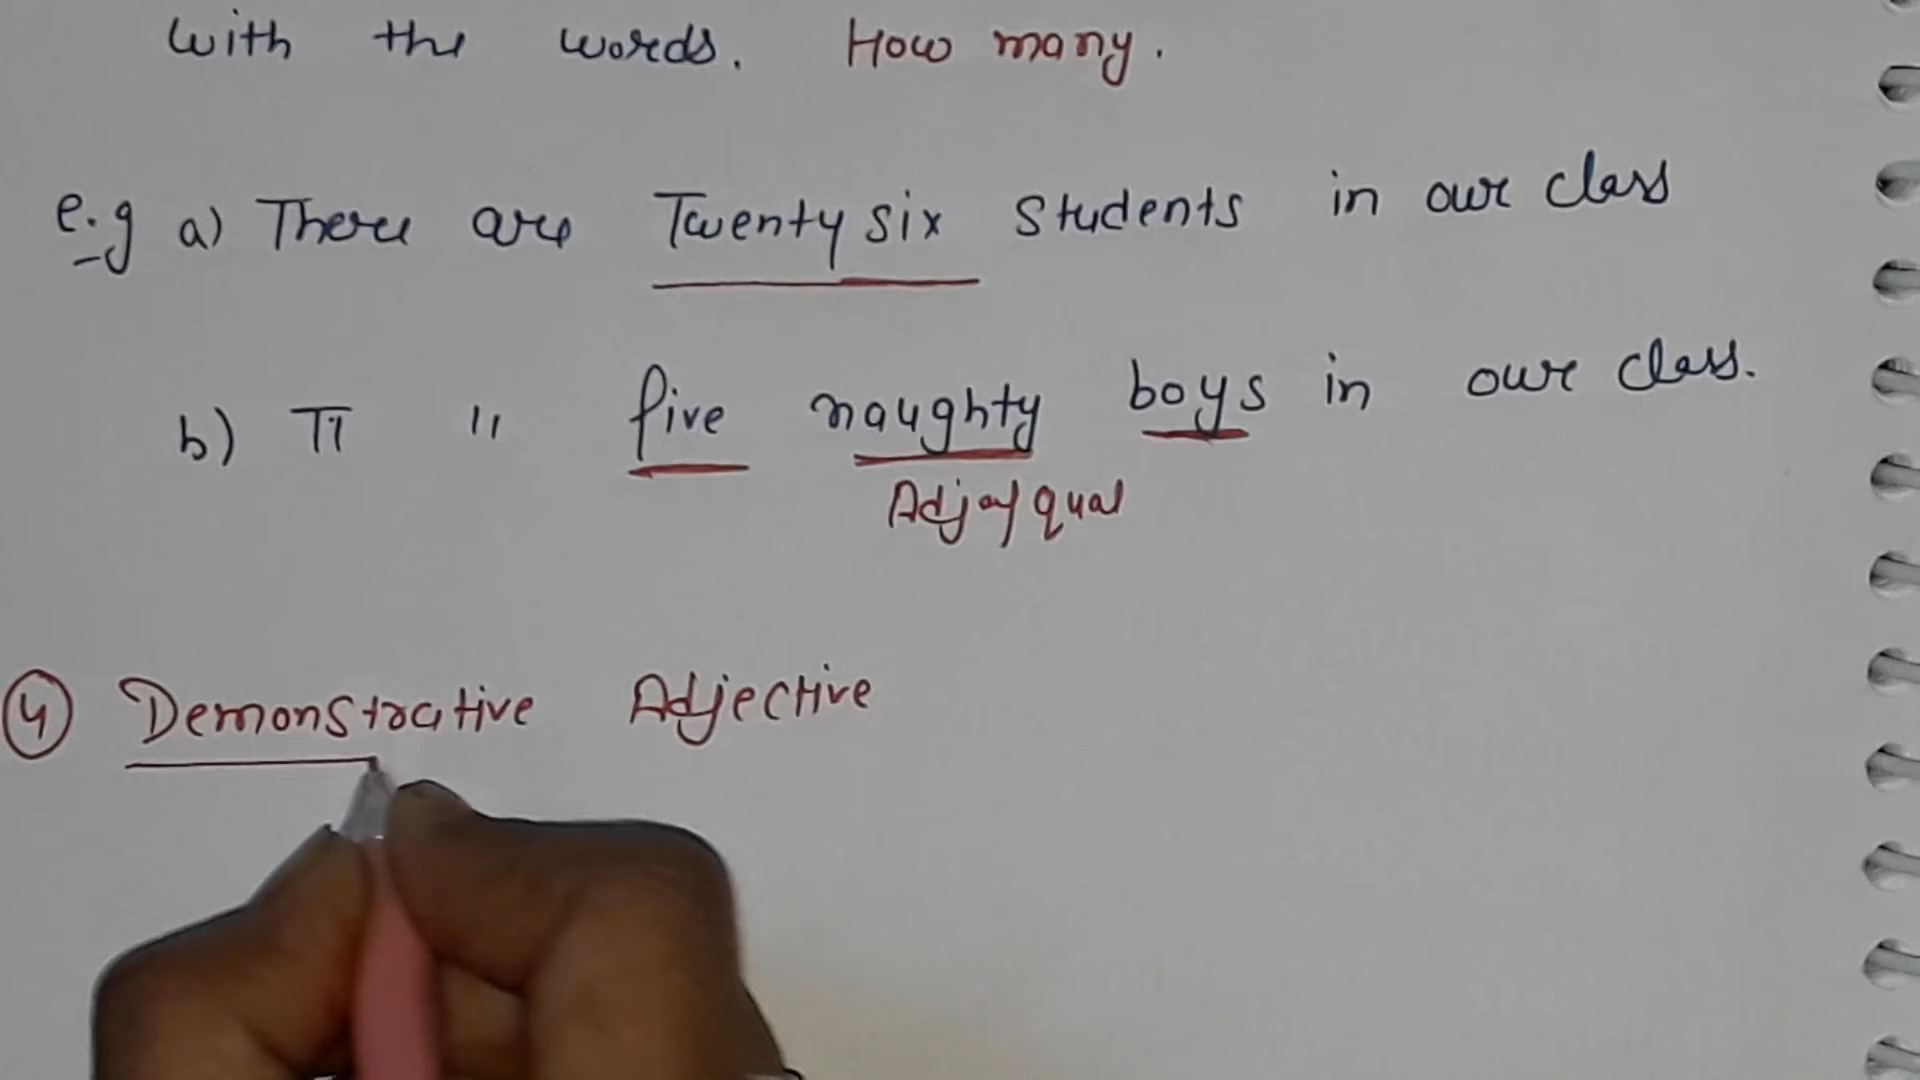 with the words. How many.
e.g a) There are Twenty six students in our class
b) " " five naughty boys in our class.
Adj of qual
4 Demonstrative Adjective